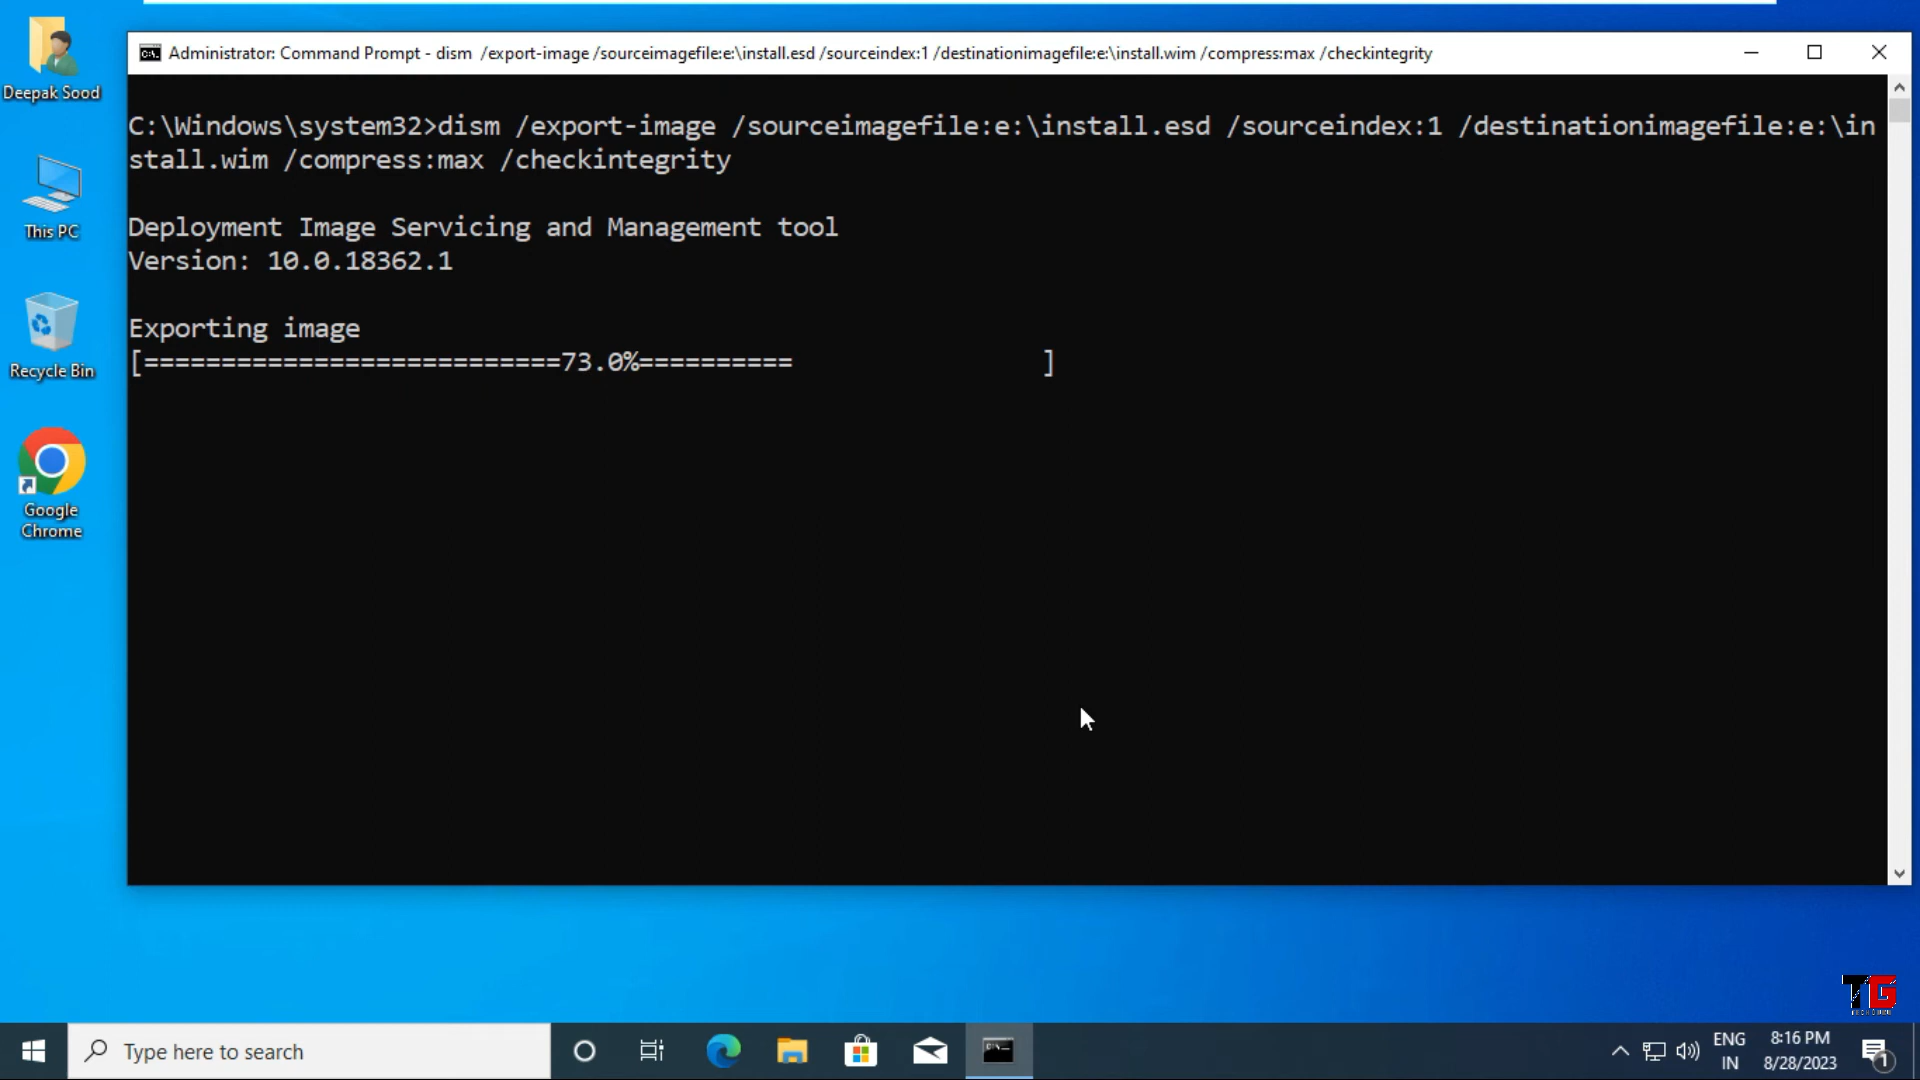 Administrator: Command Prompt - dism  /export-image /sourceimagefile:e:\install.esd /sourceindex:1 /destinationimagefile:e:\install.wim /compress:max /checkintegrity
Deepak Sood
This PC
Recycle Bin
Google
Chrome
C:\Windows\system32>dism /export-image /sourceimagefile:e:\install.esd /sourceindex:1 /destinationimagefile:e:\in
stall.wim /compress:max /checkintegrity
Deployment Image Servicing and Management tool
Version: 10.0.18362.1
Exporting image
[===========================73.0%==========                ]
TG
Type here to search
ENG
IN
8:16 PM
8/28/2023
1